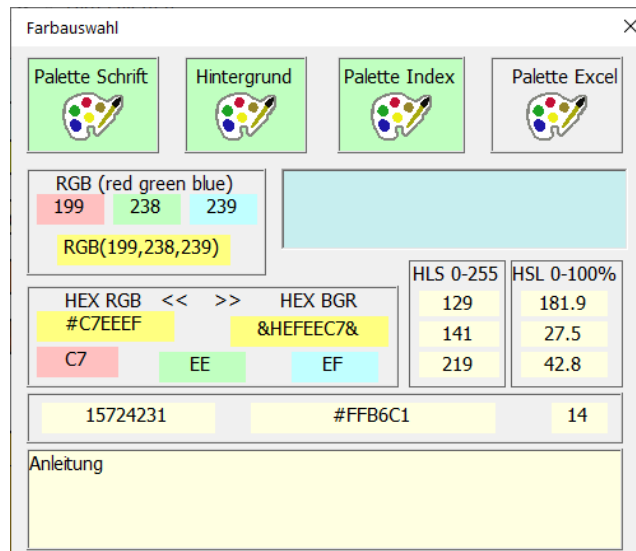 Farbauswahl
Palette Schrift
Hintergrund
Palette Index
Palette Excel
RGB (red green blue)
199 238 239
RGB(199,238,239)
HLS 0-255 HSL 0-100%
129 181.9
141 27.5
219 42.8
HEX RGB << >> HEX BGR
#C7EEEF &HEFEEC7&
C7 EE EF
15724231 #FFB6C1 14
Anleitung